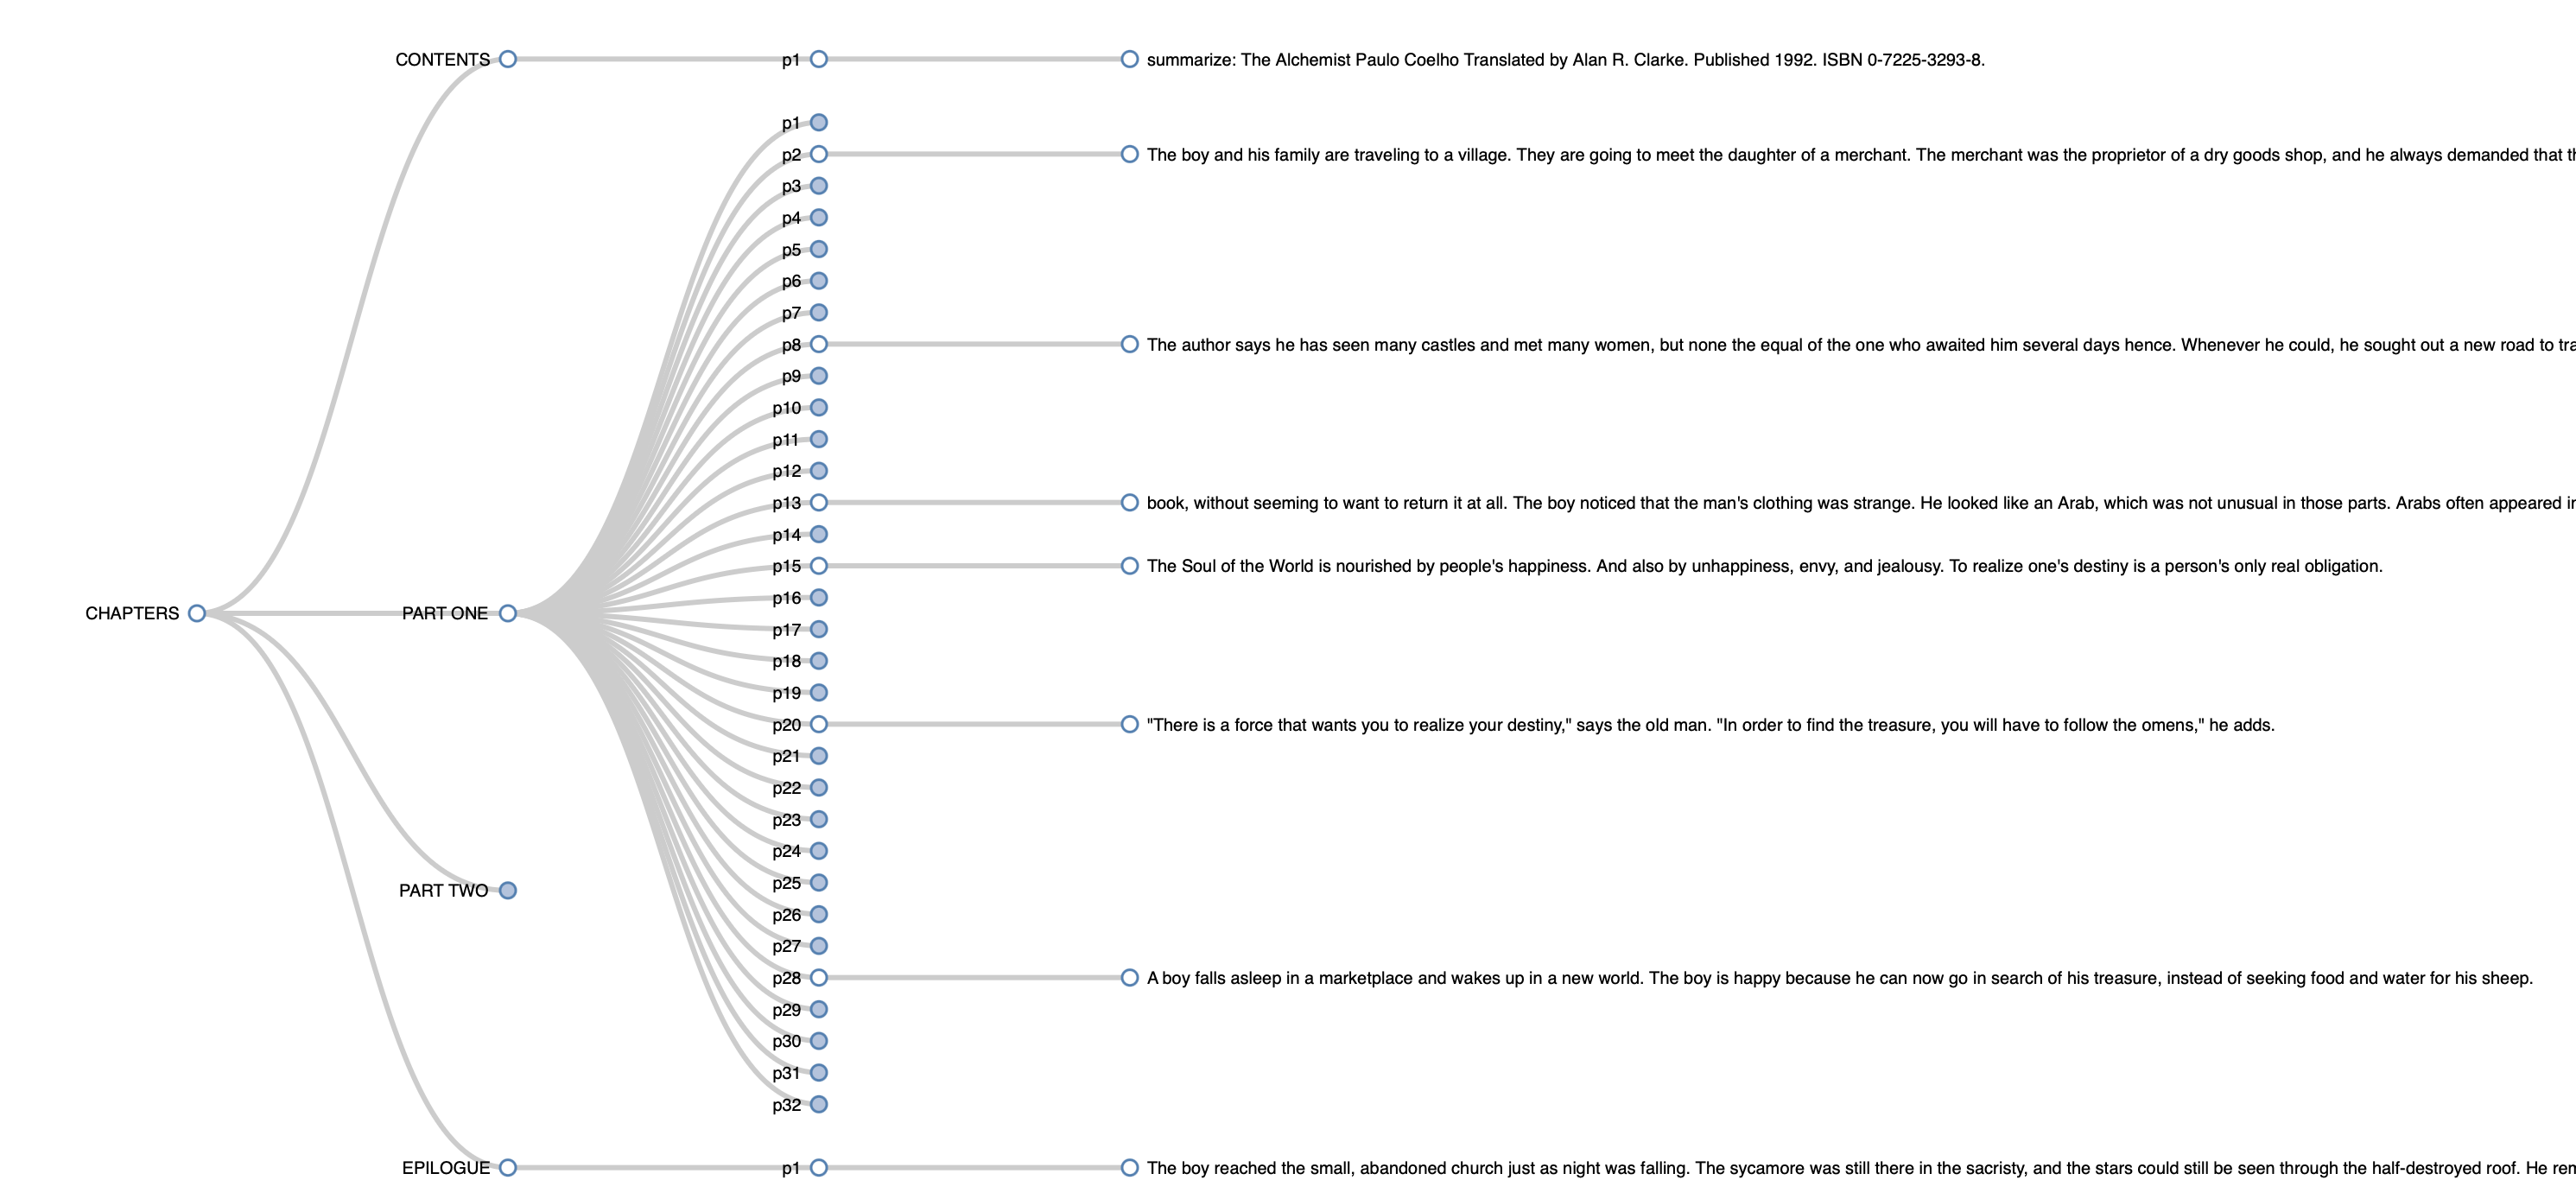 CONTENTS p1 summarize: The Alchemist Paulo Coelho Translated by Alan R. Clarke. Published 1992. ISBN 0-7225-3293-8.
p1
p2 The boy and his family are traveling to a village. They are going to meet the daughter of a merchant. The merchant was the proprietor of a dry goods shop, and he always demanded that
p3
p4
p5
p6
p7
p8 The author says he has seen many castles and met many women, but none the equal of the one who awaited him several days hence. Whenever he could, he sought out a new road to
p9
p10
p11
p12
p13 book, without seeming to want to return it at all. The boy noticed that the man's clothing was strange. He looked like an Arab, which was not unusual in those parts. Arabs often appeared
p14
p15 The Soul of the World is nourished by people's happiness. And also by unhappiness, envy, and jealousy. To realize one's destiny is a person's only real obligation.
p16
CHAPTERS PART ONE
p17
p18
p19
p20 "There is a force that wants you to realize your destiny," says the old man. "In order to find the treasure, you will have to follow the omens," he adds.
p21
p22
p23
p24
p25
PART TWO
p26
p27
p28 A boy falls asleep in a marketplace and wakes up in a new world. The boy is happy because he can now go in search of his treasure, instead of seeking food and water for his sheep.
p29
p30
p31
p32
EPILOGUE p1 The boy reached the small, abandoned church just as night was falling. The sycamore was still there in the sacristy, and the stars could still be seen through the half-destroyed roof. He